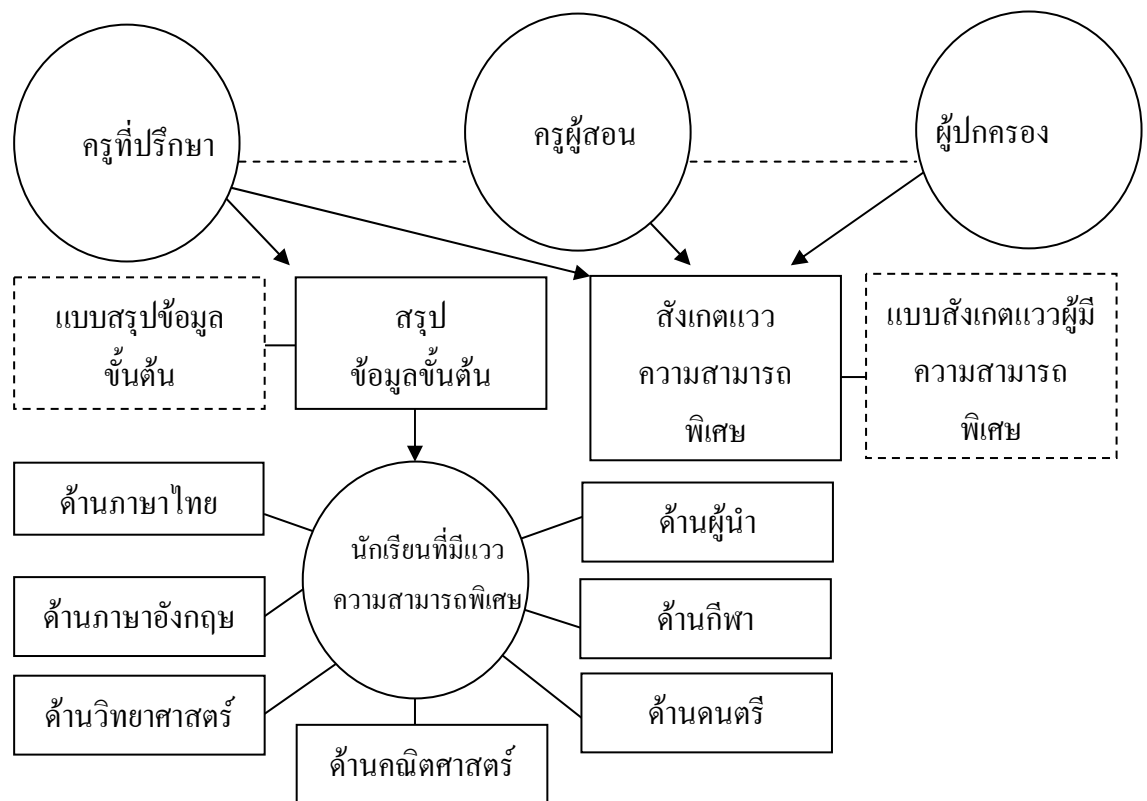 ครูที่ปรึกษา
ครูผู้สอน
ผู้ปกครอง
แบบสรุปข้อมูล
ขั้นต้น
สรุป
ข้อมูลขั้นต้น
สังเกตแวว
ความสามารถ
พิเศษ
แบบสังเกตแววผู้มี
ความสามารถ
พิเศษ
ด้านภาษาไทย
ด้านภาษาอังกฤษ
ด้านวิทยาศาสตร์
นักเรียนที่มีแวว
ความสามารถพิเศษ
ด้านคณิตศาสตร์
ด้านผู้นำ
ด้านกีฬา
ด้านดนตรี